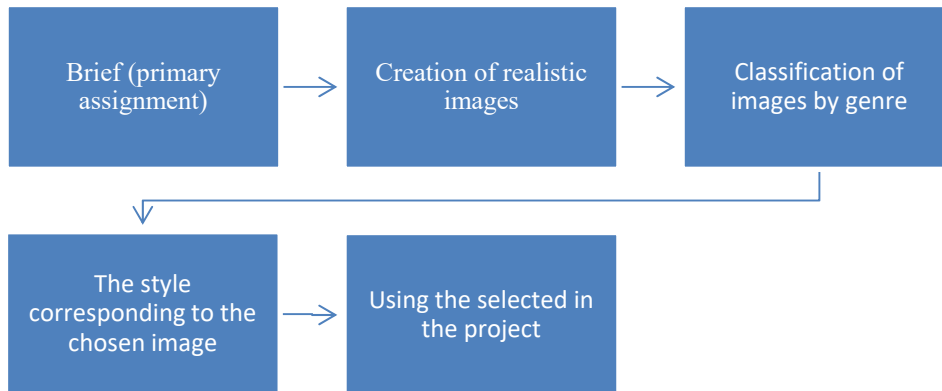 Brief (primary
assignment)
Creation of realistic
images
Classification of
images by genre
The style
corresponding to the
chosen image
Using the selected in
the project